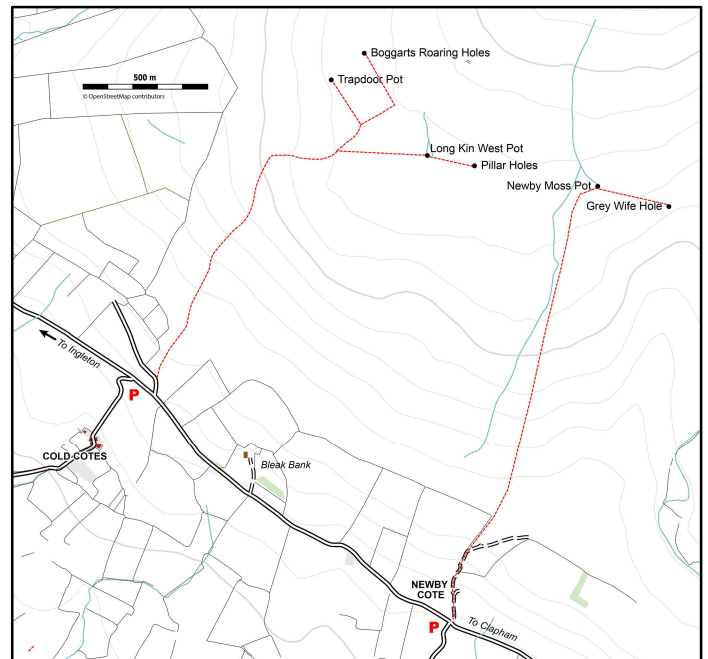 Boggarts Roaring Holes
500 m
Trapdoor Pot
© OpenStreetMap contributors
Long Kin West Pot
Pillar Holes
Newby Moss Pot
Grey Wife Hole
To Ingleton
P
COLD COTES
Bleak Bank
NEWBY
COTE
P
To Clapham